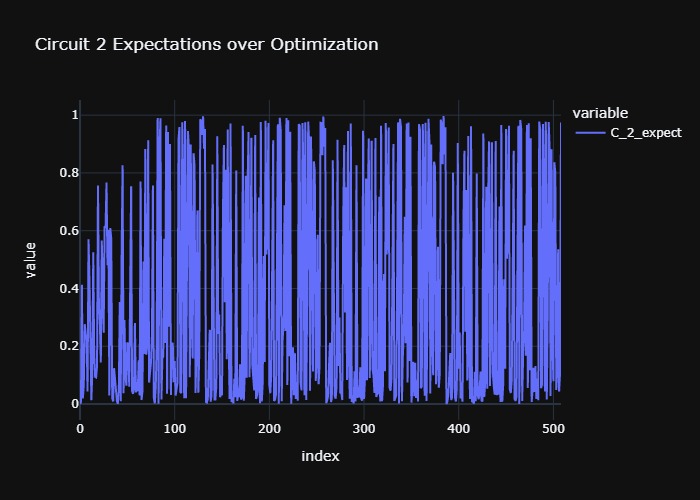 Circuit 2 Expectations over Optimization
variable
C_2_expect
value
1
0.8
0.6
0.4
0.2
0
0
100
200
300
400
500
index